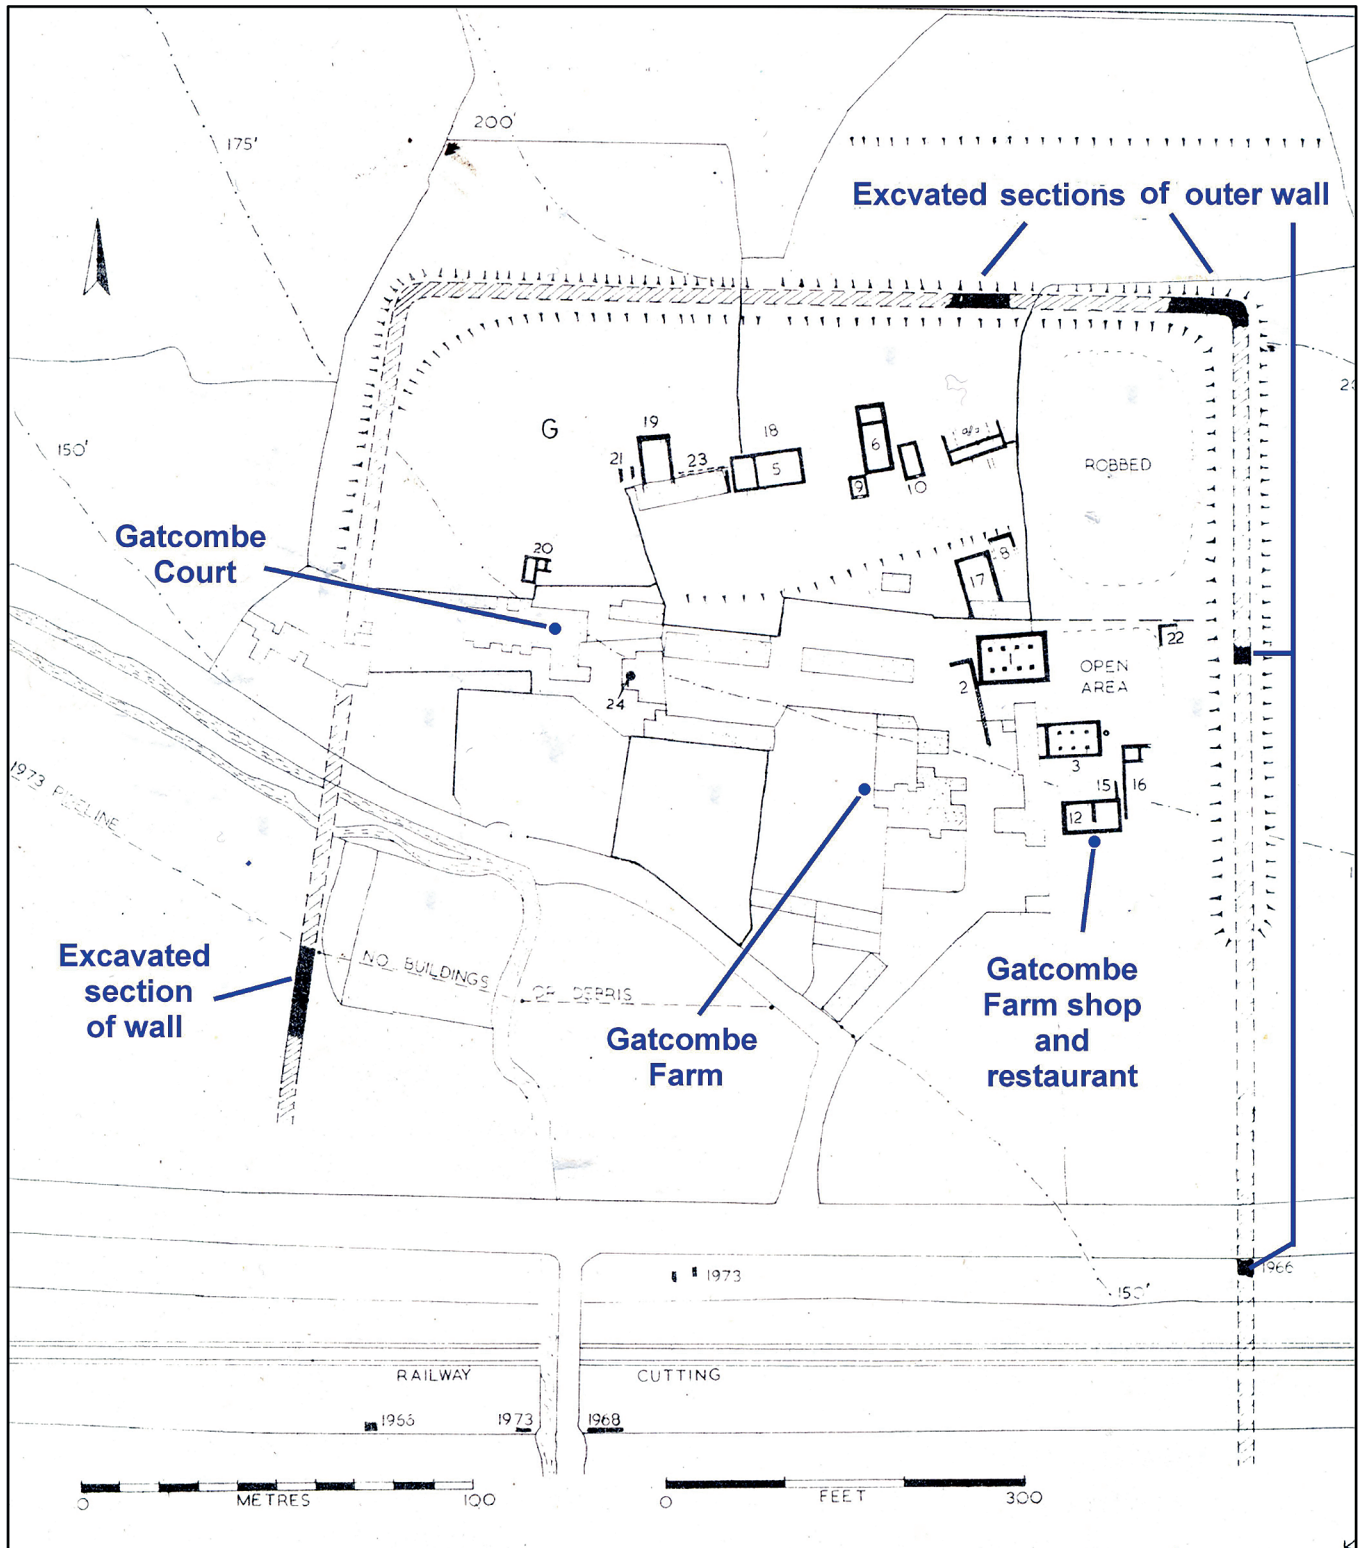 200'
175'
Excvated sections of outer wall
150'
G
19
18
21
23
5
6
9
10
11
ROBBED
Gatcombe
Court
20
8
17
1
22
OPEN
AREA
2
24
3
15
16
12
1973 PIPELINE
Excavated
section
of wall
NO BUILDINGS OR DEBRIS
Gatcombe
Farm
Gatcombe
Farm shop
and
restaurant
1973
1966
150'
RAILWAY CUTTING
1973
1968
0 METRES 100
0 FEET 300